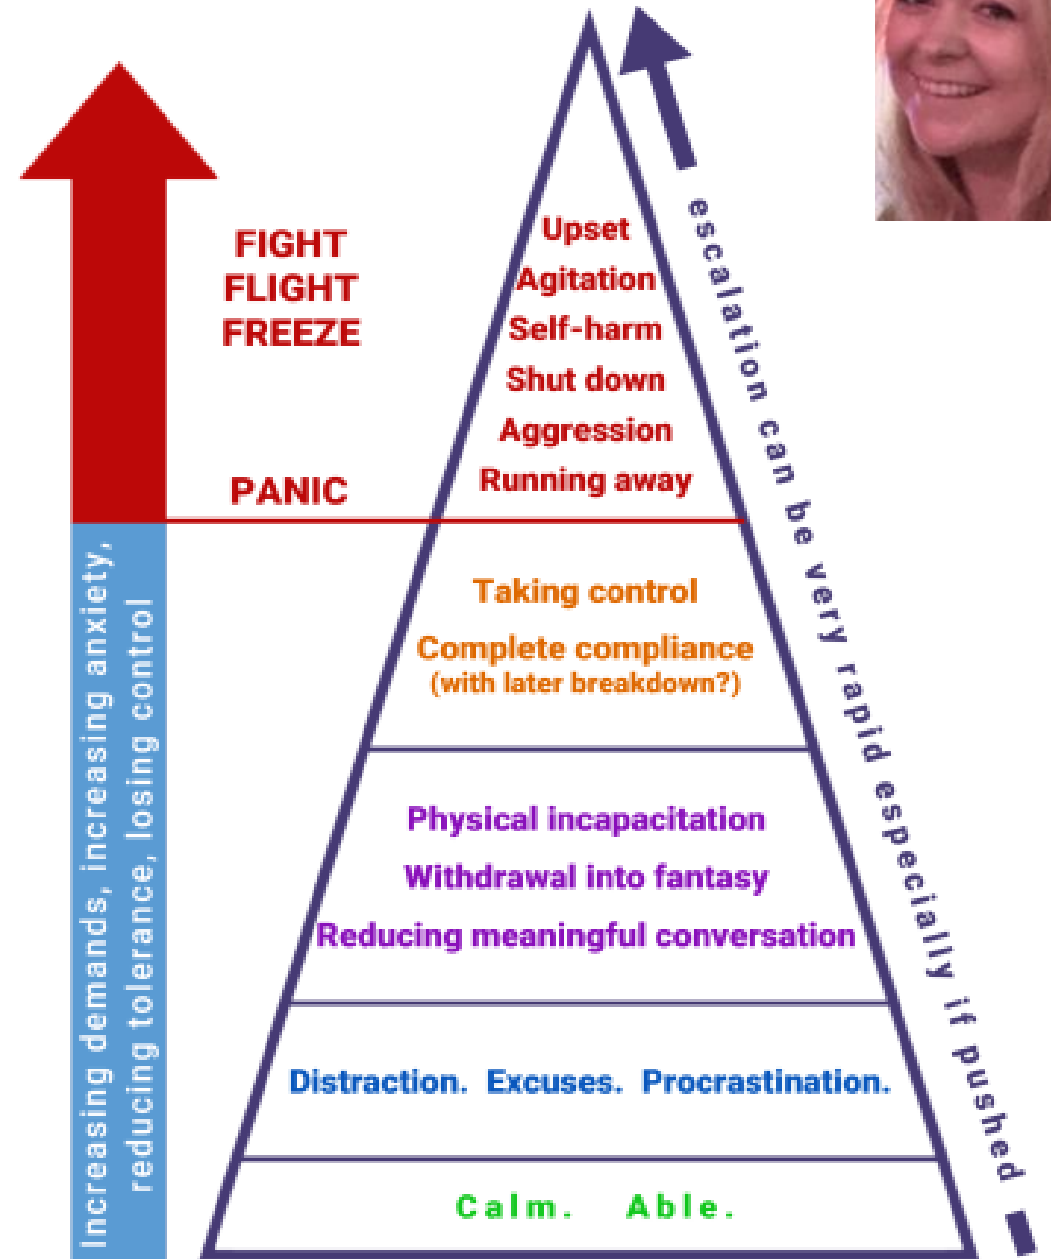 FIGHT
FLIGHT
FREEZE
PANIC
Increasing demands, increasing anxiety,
reducing tolerance, losing control
Upset
Agitation
Self-harm
Shut down
Aggression
Running away
Taking control
Complete compliance
(with later breakdown?)
Physical incapacitation
Withdrawal into fantasy
Reducing meaningful conversation
Distraction. Excuses. Procrastination.
Calm. Able.
escalation can be very rapid especially if pushed